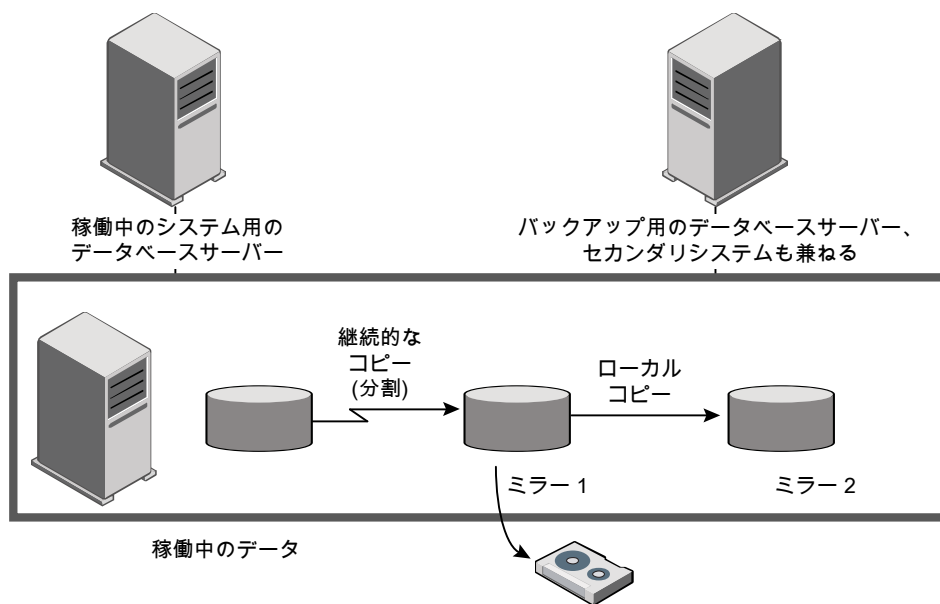 稼働中のシステム用の
データベースサーバー
バックアップ用のデータベースサーバー、
セカンダリシステムも兼ねる
継続的な
コピー
(分割)
ローカル
コピー
ミラー 1
ミラー 2
稼働中のデータ